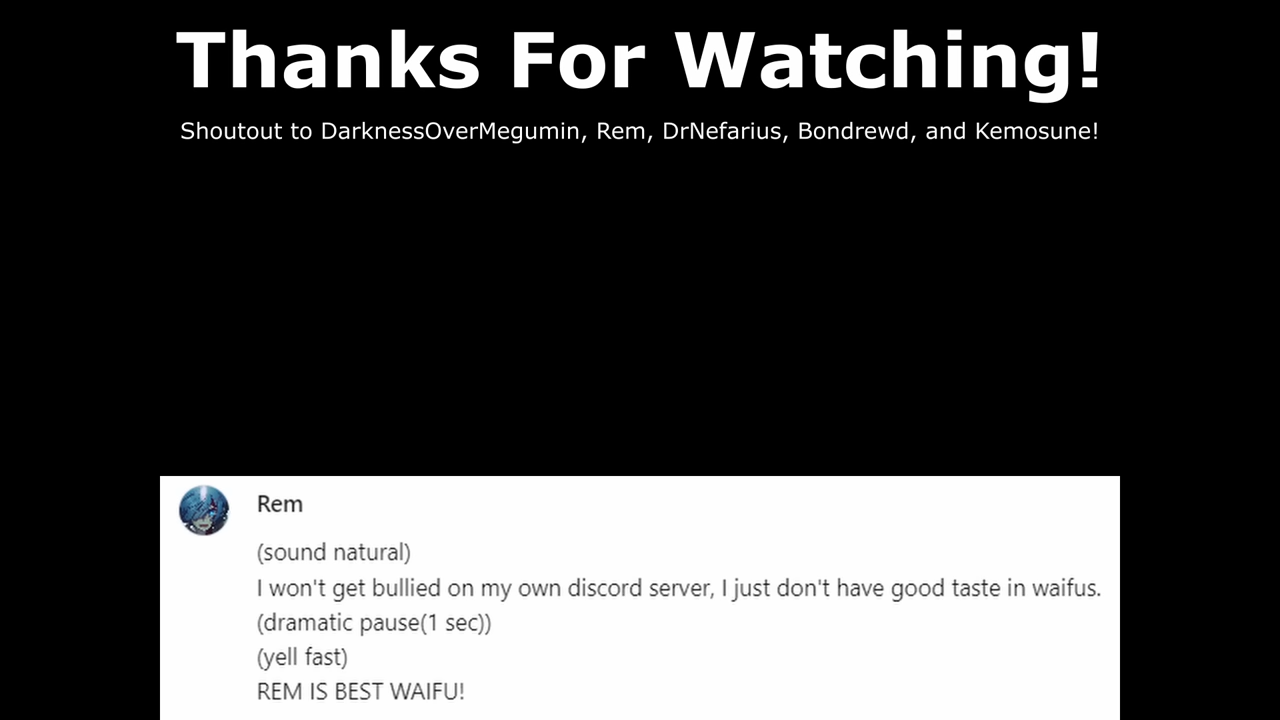 Thanks For Watching!
Shoutout to DarknessOverMegumin, Rem, DrNefarius, Bondrewd, and Kemosune!
Rem
(sound natural)
I won't get bullied on my own discord server, I just don't have good taste in waifus.
(dramatic pause(1 sec))
(yell fast)
REM IS BEST WAIFU!